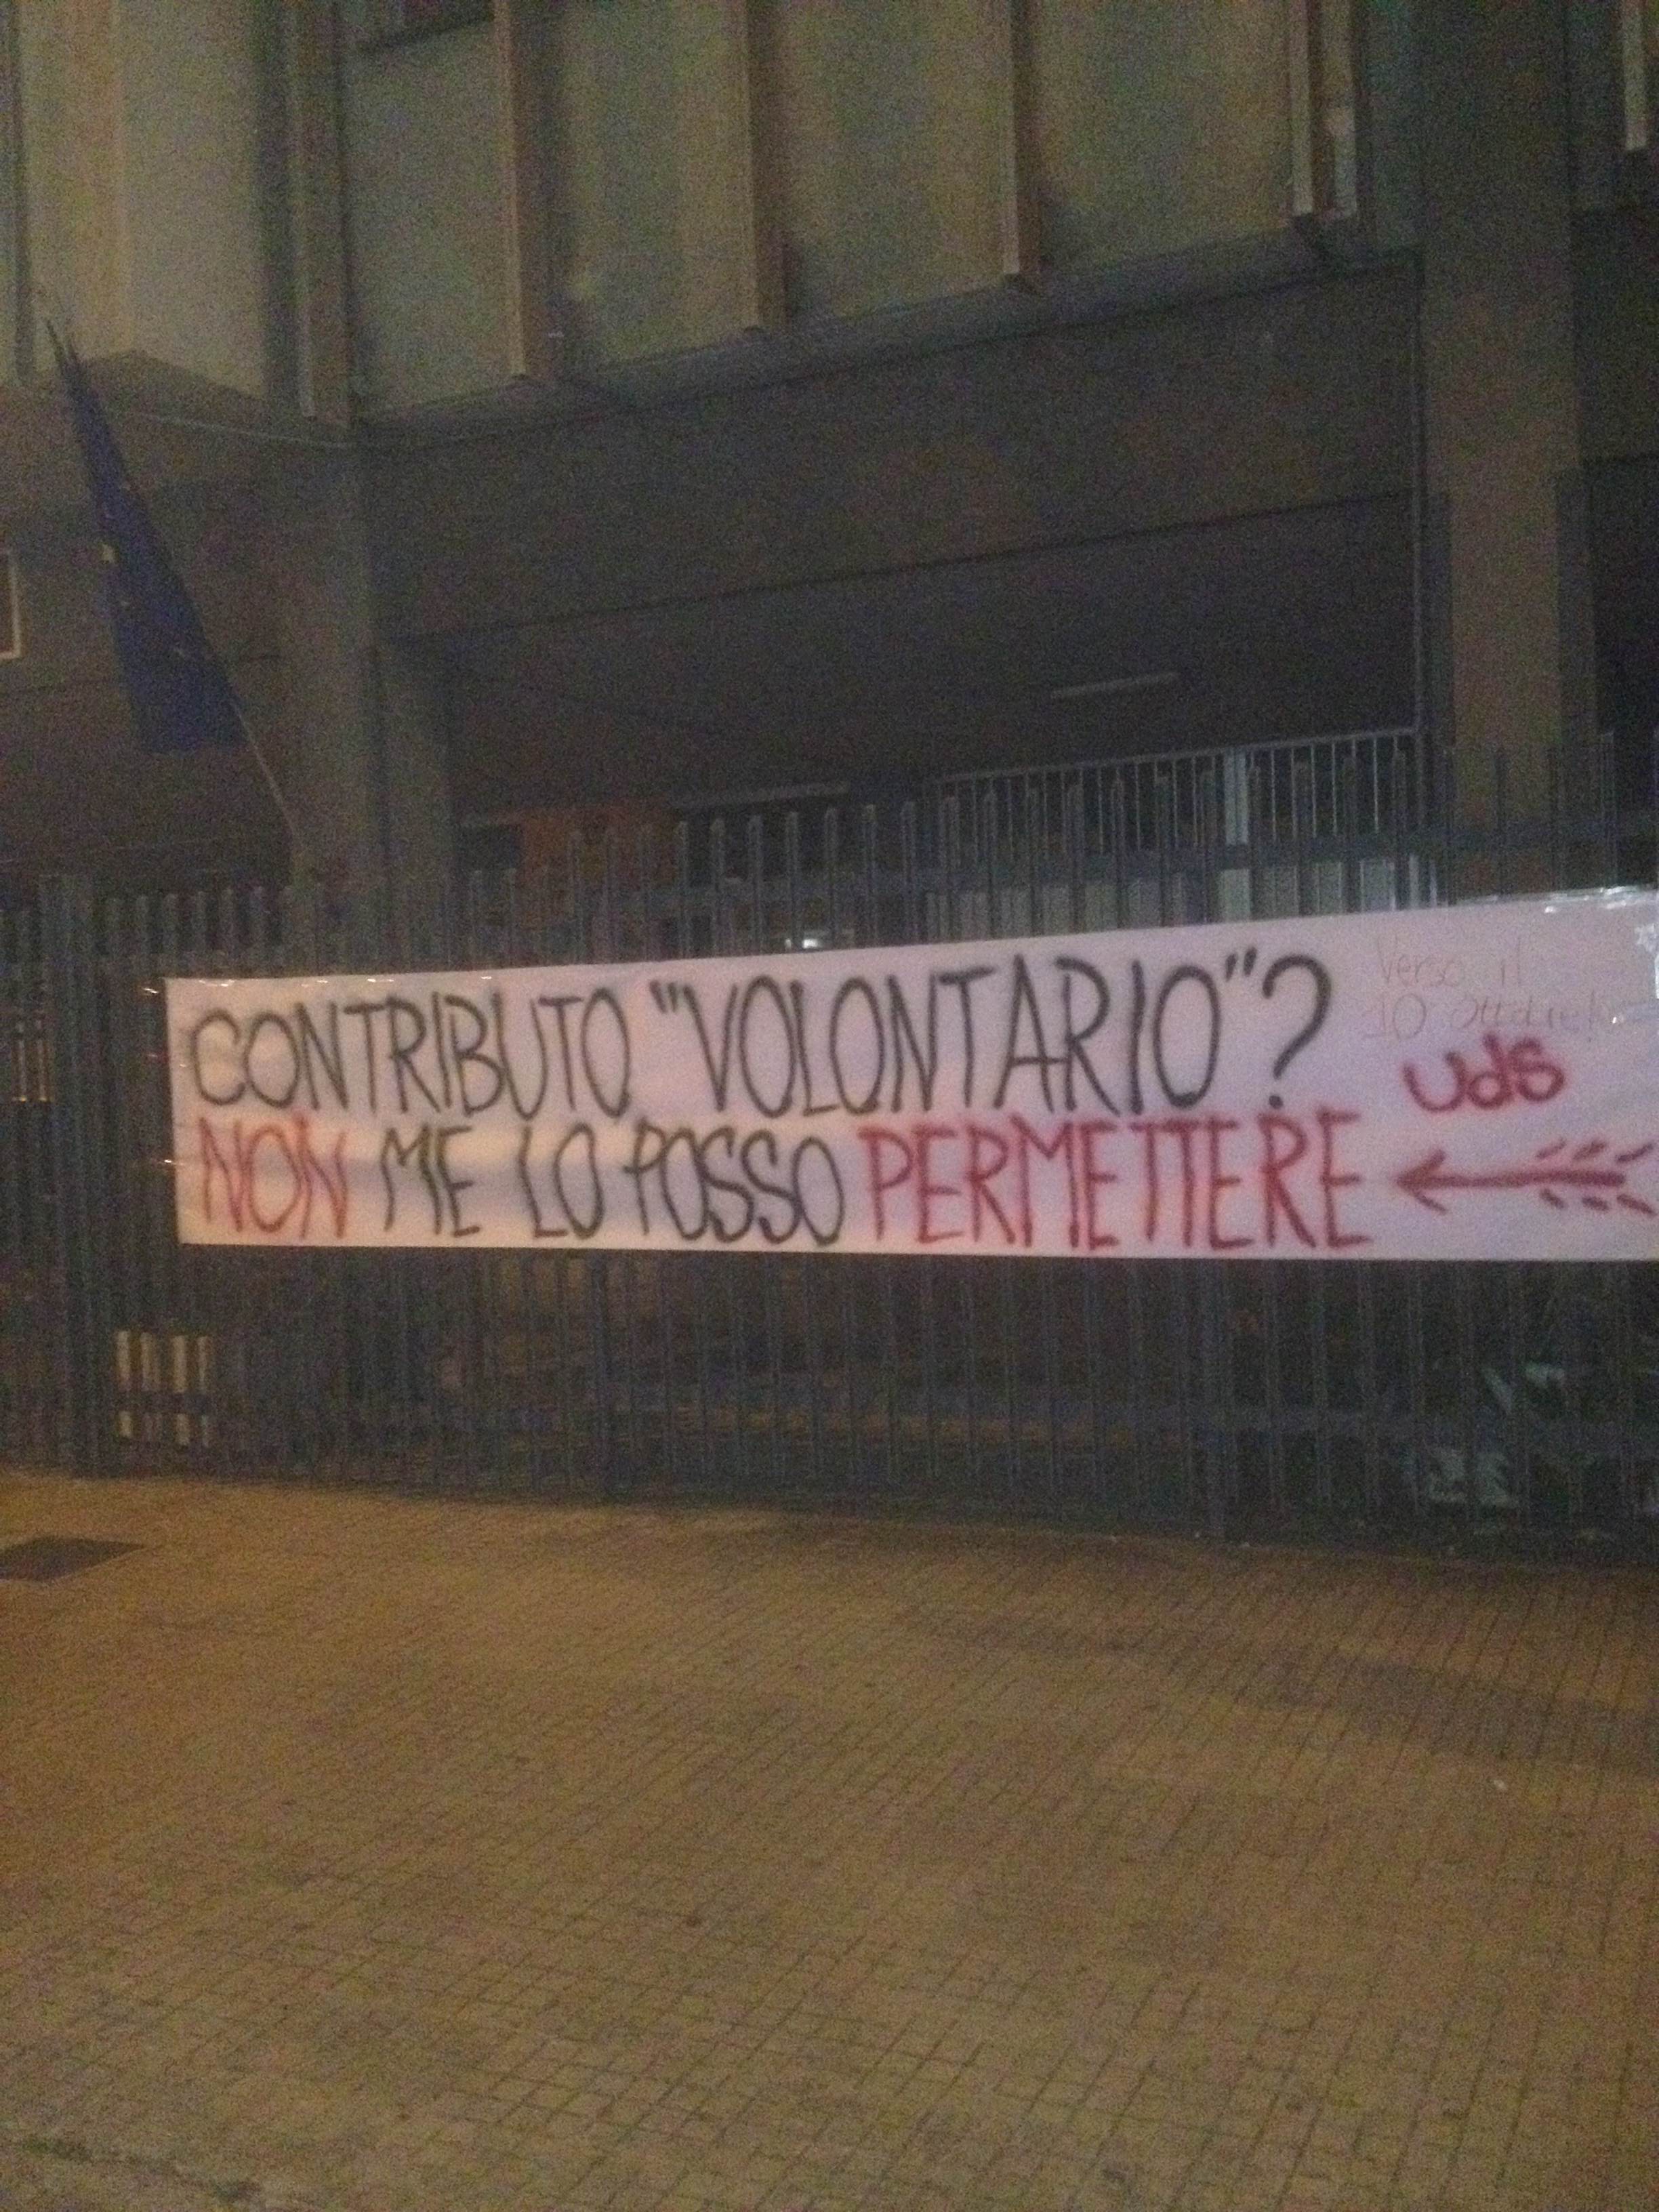 CONTRIBUTO "VOLONTARIO"?
NON ME LO POSSO PERMETTERE
Verso il
10 ottobre
uds